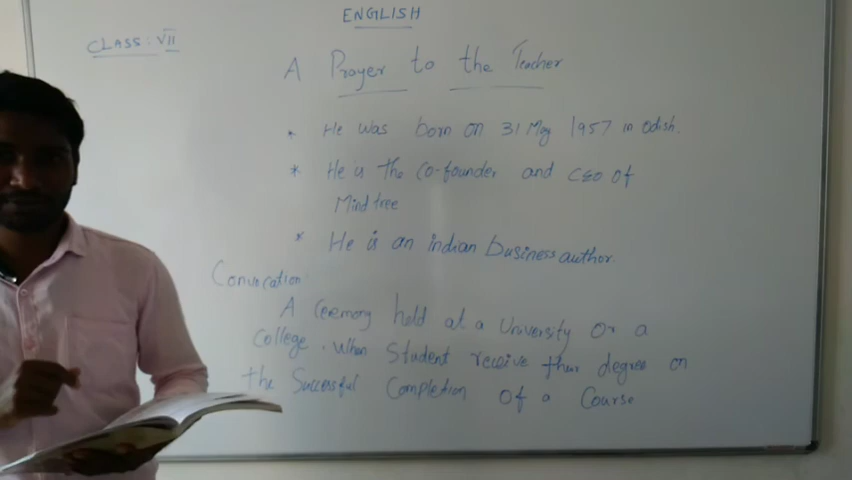 ENGLISH
CLASS: VII
A Prayer to the Teacher
* He was born on 31 May 1957 in Odish.
* He is the Co-founder and CEO Of
Mind tree
* He is an indian business author.
Convocation
A Ceremony held at a University Or a
College. When Student receive their degree on
the Successful Completion Of a Course